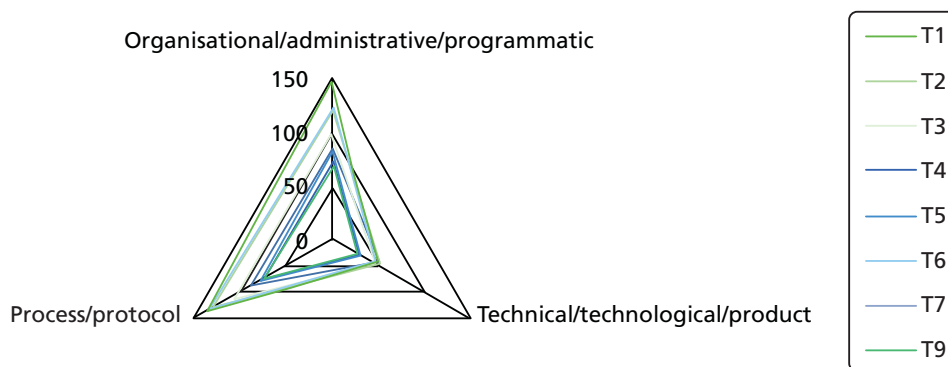 Organisational/administrative/programmatic
150
100
50
0
Process/protocol
Technical/technological/product
T1
T2
T3
T4
T5
T6
T7
T9